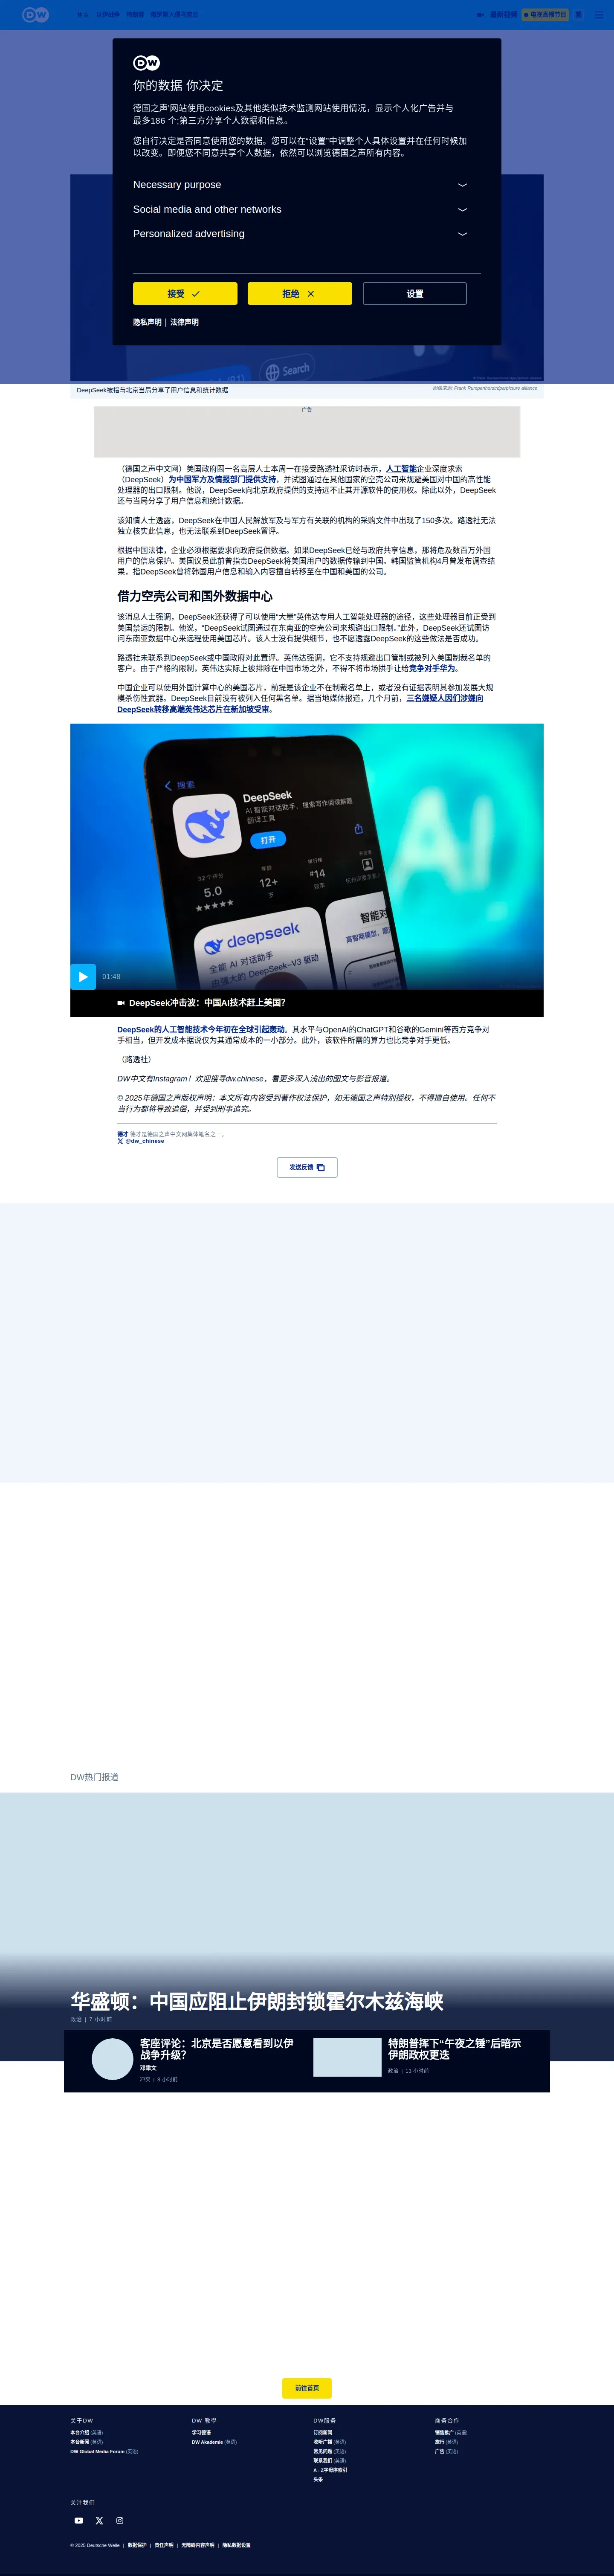 DW
以伊战争
特朗普
俄罗斯入侵乌克兰
最新视频
电视直播节目
DW
你的数据 你决定
德国之声‘网站使用cookies及其他类似技术监测网站使用情况，显示个人化广告并与
最多186 个;第三方分享个人数据和信息。
您自行决定是否同意使用您的数据。您可以在“设置”中调整个人具体设置并在任何时候加
以改变。即便您不同意共享个人数据，依然可以浏览德国之声所有内容。
Necessary purpose
Social media and other networks
Personalized advertising
接受
拒绝
设置
隐私声明 | 法律声明
Search
DeepSeek被指与北京当局分享了用户信息和统计数据
图像来源 Frank Rumpenhorst/dpa/picture alliance
广告
（德国之声中文网）美国政府圈一名高层人士本周一在接受路透社采访时表示，人工智能企业深度求索
（DeepSeek）为中国军方及情报部门提供支持，并试图通过在其他国家的空壳公司来规避美国对中国的高性能
处理器的出口限制。他说，DeepSeek向北京政府提供的支持远不止其开源软件的使用权。除此以外，DeepSeek
还与当局分享了用户信息和统计数据。
该知情人士透露，DeepSeek在中国人民解放军及与军方有关联的机构的采购文件中出现了150多次。路透社无法
独立核实此信息，也无法联系到DeepSeek置评。
根据中国法律，企业必须根据要求向政府提供数据。如果DeepSeek已经与政府共享信息，那将危及数百万外国
用户的信息保护。美国议员此前曾指责DeepSeek将美国用户的数据传输到中国。韩国监管机构4月曾发布调查结
果，指DeepSeek曾将韩国用户信息和输入内容擅自转移至在中国和美国的公司。
借力空壳公司和国外数据中心
该消息人士强调，DeepSeek还获得了可以使用“大量”英伟达专用人工智能处理器的途径，这些处理器目前正受到
美国禁运的限制。他说，“DeepSeek试图通过在东南亚的空壳公司来规避出口限制。”此外，DeepSeek还试图访
问东南亚数据中心来远程使用美国芯片。该人士没有提供细节，也不愿透露DeepSeek的这些做法是否成功。
路透社未联系到DeepSeek或中国政府对此置评。英伟达强调，它不支持规避出口管制或被列入美国制裁名单的
客户。由于严格的限制，英伟达实际上被排除在中国市场之外，不得不将市场拱手让给竞争对手华为。
中国企业可以使用外国计算中心的美国芯片，前提是该企业不在制裁名单上，或者没有证据表明其参加发展大规
模杀伤性武器。DeepSeek目前没有被列入任何黑名单。据当地媒体报道，几个月前，三名嫌疑人因们涉嫌向
DeepSeek转移高端英伟达芯片在新加坡受审。
搜索
DeepSeek
AI 智能对话助手、搜索写作阅读解题
翻译工具
打开
32个评分
5.0
年龄
12+
排行榜
#14
效率
deepseek
AI 智能对话助手
由强大的 DeepSeek-V3 驱动
智能对
01:48
DeepSeek冲击波：中国AI技术赶上美国？
DeepSeek的人工智能技术今年初在全球引起轰动。其水平与OpenAI的ChatGPT和谷歌的Gemini等西方竞争对
手相当，但开发成本据说仅为其通常成本的一小部分。此外，该软件所需的算力也比竞争对手更低。
（路透社）
DW中文有Instagram！欢迎搜寻dw.chinese，看更多深入浅出的图文与影音报道。
© 2025年德国之声版权声明：本文所有内容受到著作权法保护，如无德国之声特别授权，不得擅自使用。任何不
当行为都将导致追偿，并受到刑事追究。
德才 德才是德国之声中文网集体笔名之一。
@dw_chinese
发送反馈
DW热门报道
华盛顿：中国应阻止伊朗封锁霍尔木兹海峡
政治 | 7 小时前
客座评论：北京是否愿意看到以伊
战争升级？
邓聿文
冲突 | 8 小时前
特朗普挥下“午夜之锤”后暗示
伊朗政权更迭
政治 | 13 小时前
前往首页
关于DW
本台介绍 (英语)
本台新闻 (英语)
DW Global Media Forum (英语)
DW 教學
学习德语
DW Akademie (英语)
DW服务
订阅新闻
收听广播 (英语)
常见问题 (英语)
联系我们 (英语)
A - Z字母序索引
头条
商务合作
销售推广 (英语)
旅行 (英语)
广告 (英语)
关注我们
© 2025 Deutsche Welle | 数据保护 | 责任声明 | 无障碍内容声明 | 隐私数据设置